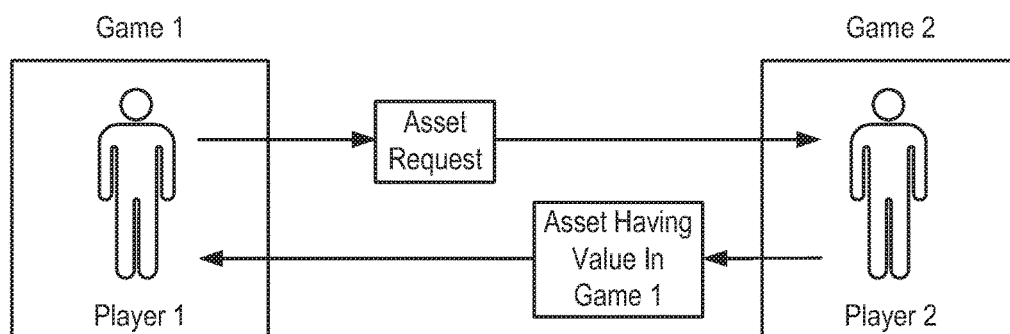 Game 1
Game 2
Asset
Request
Asset Having
Value In
Game 1
Player 1
Player 2